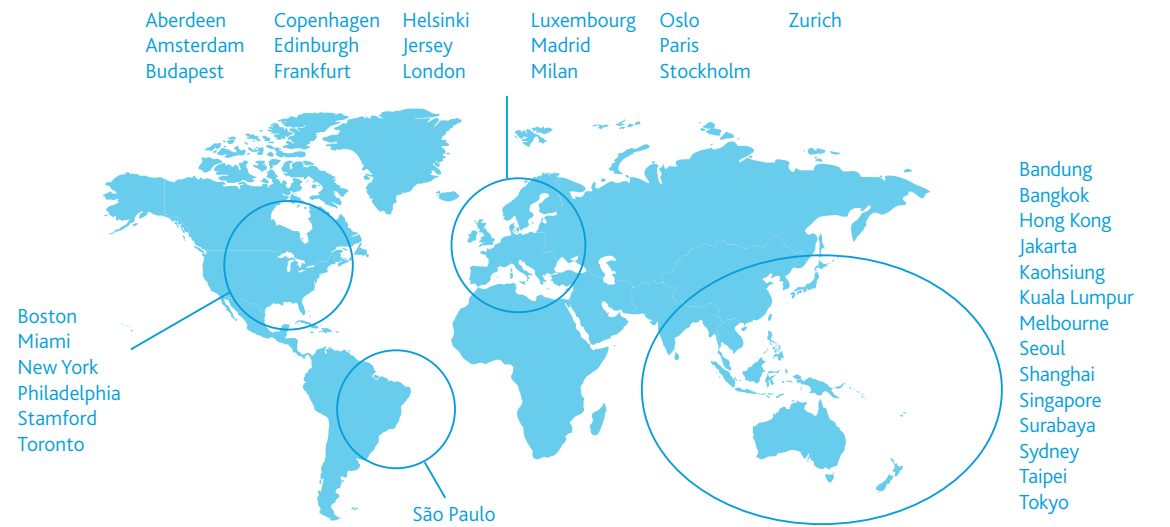 Aberdeen
Amsterdam
Budapest
Copenhagen
Edinburgh
Frankfurt
Helsinki
Jersey
London
Luxembourg
Madrid
Milan
Oslo
Paris
Stockholm
Zurich
Boston
Miami
New York
Philadelphia
Stamford
Toronto
São Paulo
Bandung
Bangkok
Hong Kong
Jakarta
Kaohsiung
Kuala Lumpur
Melbourne
Seoul
Shanghai
Singapore
Surabaya
Sydney
Taipei
Tokyo